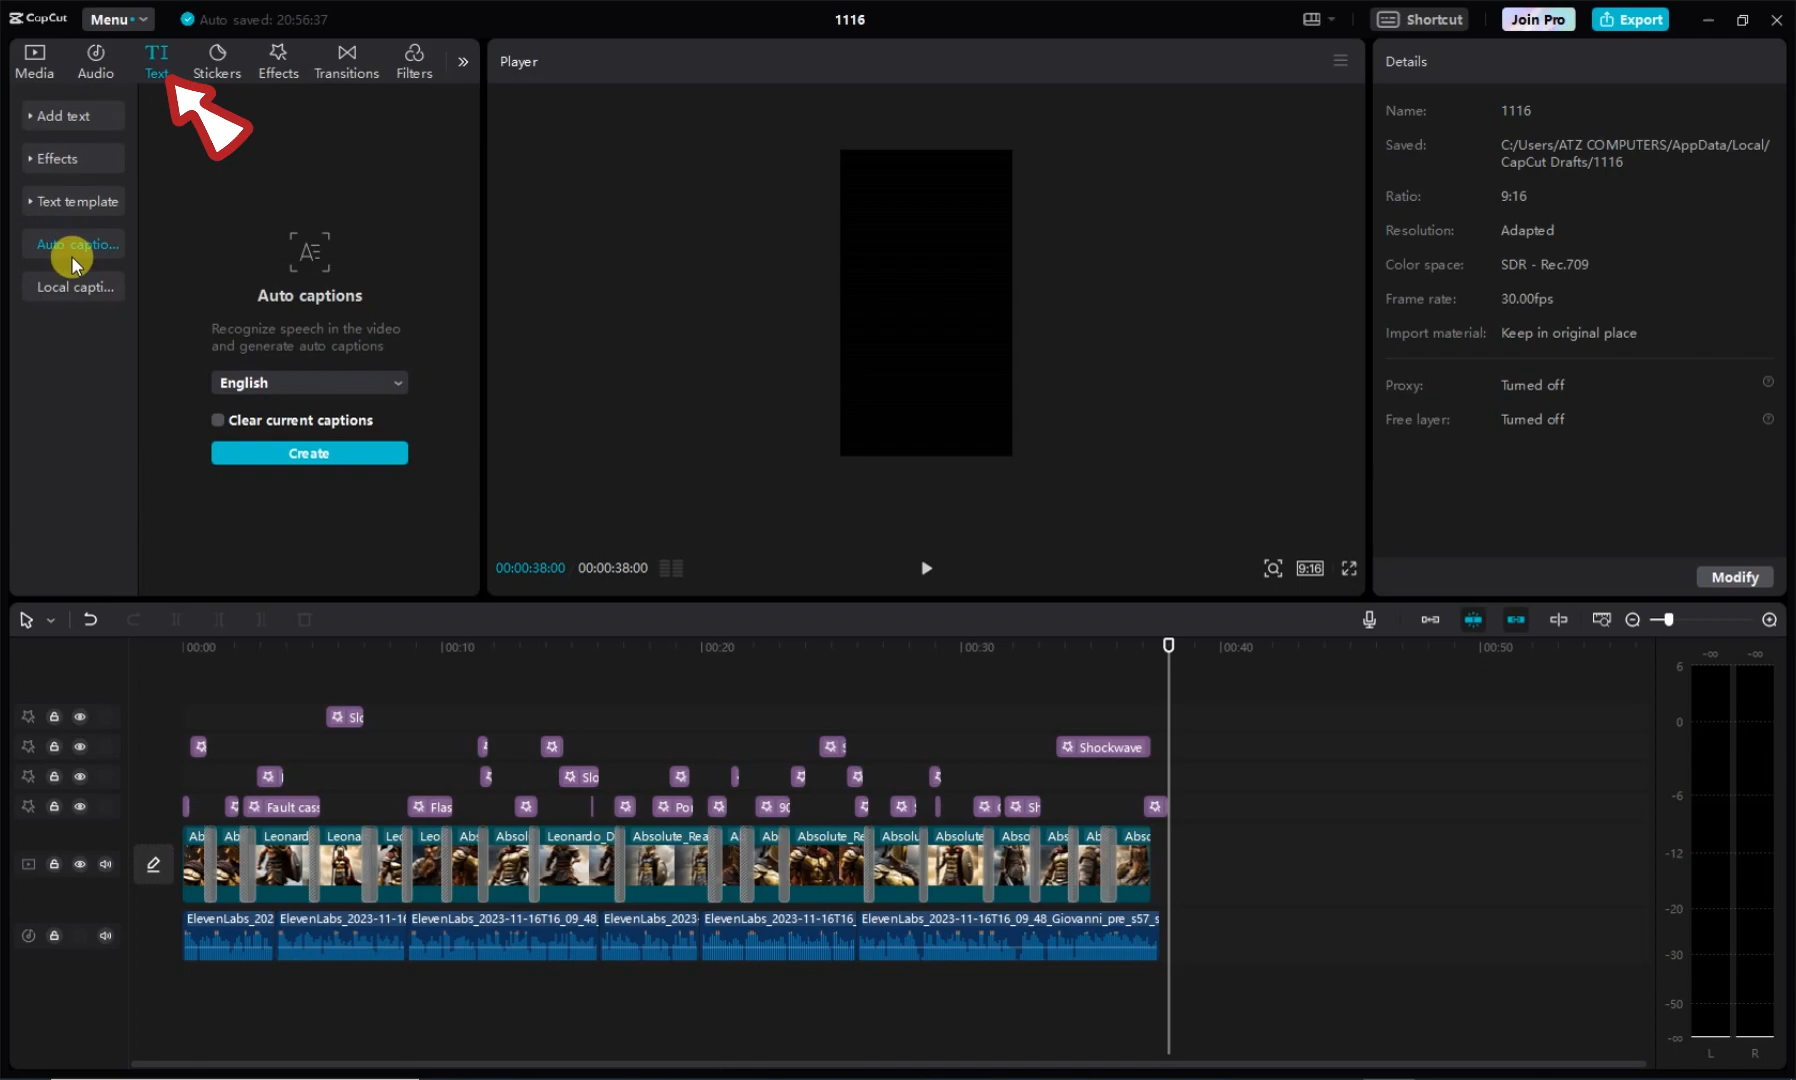 CapCut Menu Auto saved: 20:56:37 1116 Shortcut Join Pro Export
Media Audio Text Stickers Effects Transitions Filters
Player
Details
Add text
Effects
Text template
Auto captio...
Local capti...
Auto captions
Recognize speech in the video
and generate auto captions
English
Clear current captions
Create
00:00:38:00 00:00:38:00
9:16
Name: 1116
Saved: C:/Users/ATZ COMPUTERS/AppData/Local/
CapCut Drafts/1116
Ratio: 9:16
Resolution: Adapted
Color space: SDR - Rec.709
Frame rate: 30.00fps
Import material: Keep in original place
Proxy: Turned off
Free layer: Turned off
Modify
00:00 00:10 00:20 00:30 00:40 00:50
-∞ -∞
6
0
-6
-12
-20
-30
-50
-∞
L R
Slo
Shockwave
Slo
Fault cass Flas Por 90 Sh
Ab Ab Leonard Leona Leo Leo Abs Absol Leonardo_D Absolute_Rea A Ab Absolute_Re Absolu Absolute Abso Abs Ab Abso
ElevenLabs_202 ElevenLabs_2023-11-16 ElevenLabs_2023-11-16T16_09_48 ElevenLabs_2023- ElevenLabs_2023-11-16T16 ElevenLabs_2023-11-16T16_09_48_Giovanni_pre_s57_s